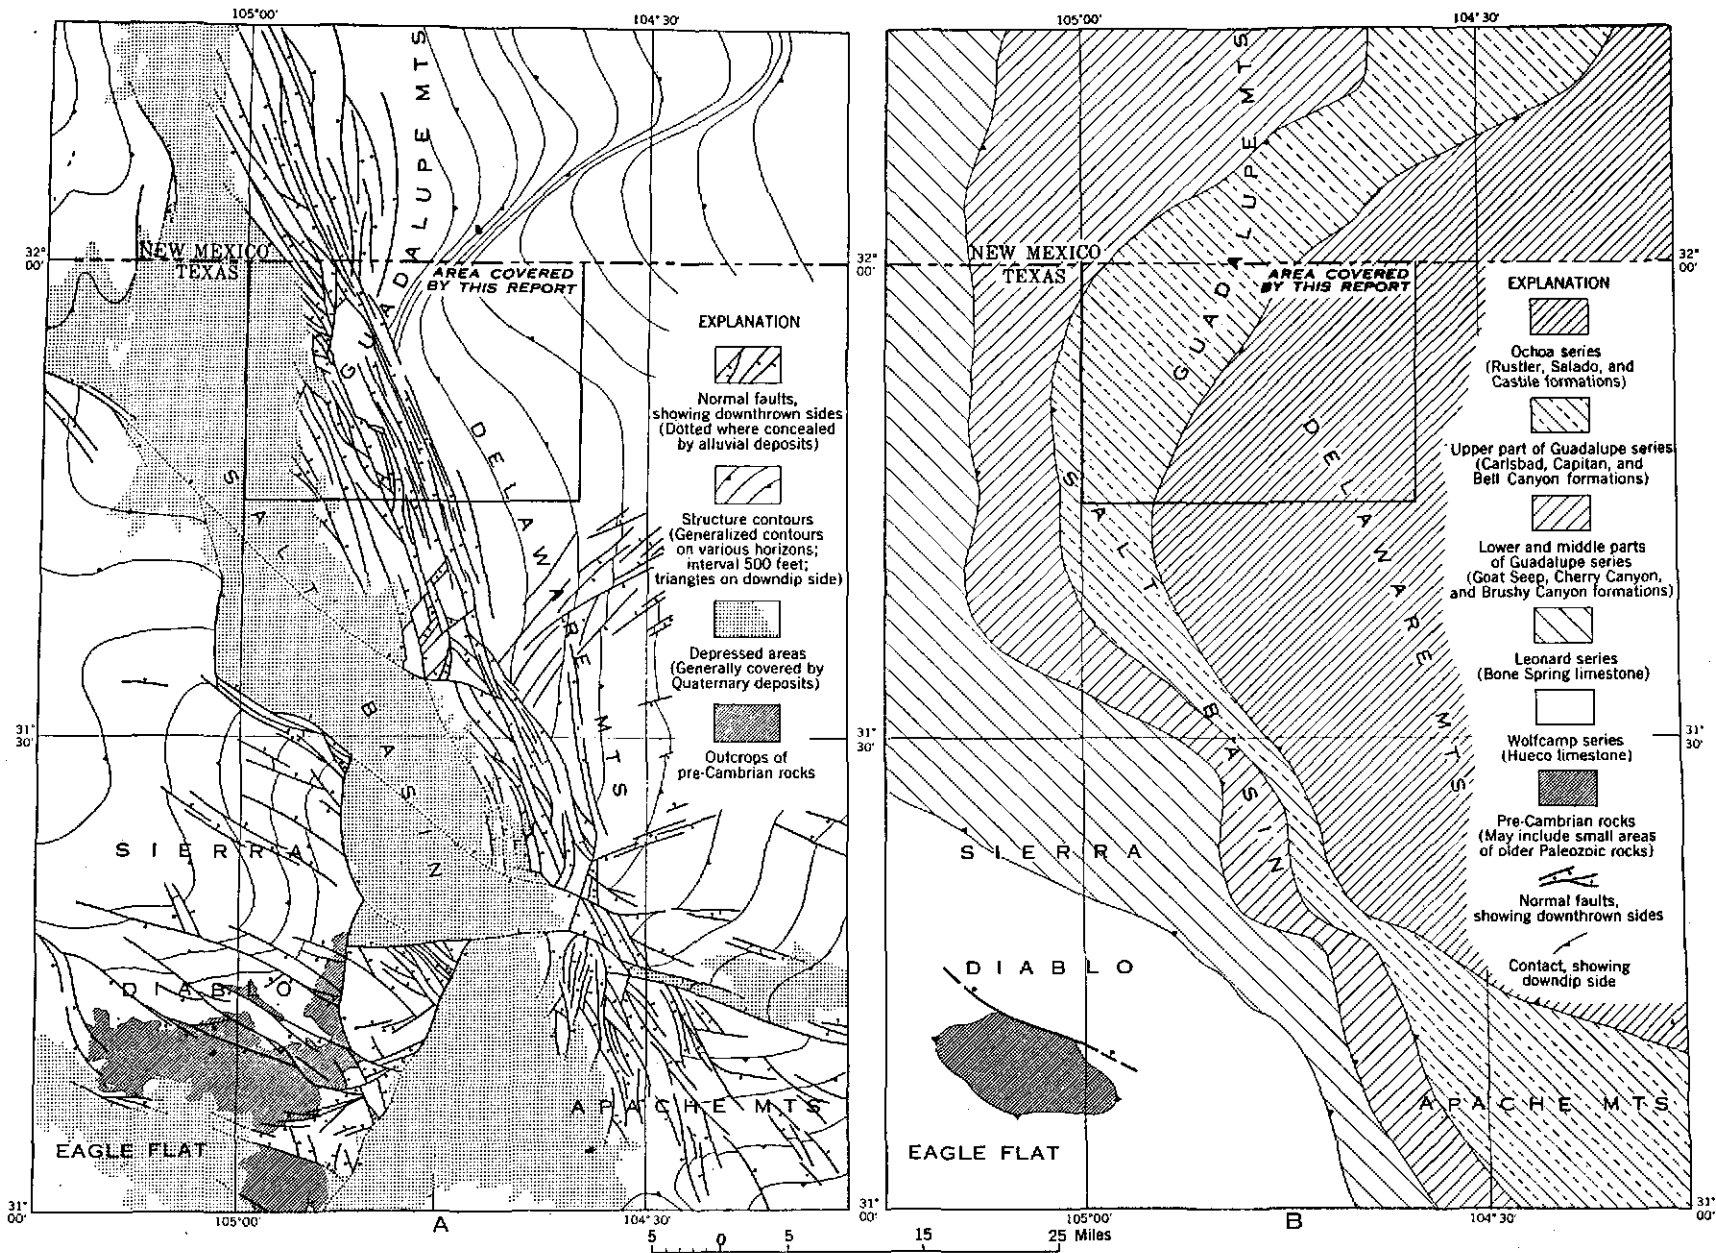 105°00'
104°30'
GUADALUPE MTS
NEW MEXICO
TEXAS
32°
00'
AREA COVERED
BY THIS REPORT
EXPLANATION
Normal faults,
showing downthrown sides
(Dotted where concealed
by alluvial deposits)
Structure contours
(Generalized contours
on various horizons;
interval 500 feet;
triangles on downdip side)
Depressed areas
(Generally covered by
Quaternary deposits)
Outcrops of
pre-Cambrian rocks
DELAWARE MTS
SALT BASIN
31°
30'
SIERRA
DIABLO
APACHE MTS
EAGLE FLAT
31°
00'
105°00'
A
104°30'
105°00'
104°30'
GUADALUPE MTS
NEW MEXICO
TEXAS
32°
00'
32°
00'
AREA COVERED
BY THIS REPORT
EXPLANATION
Ochoa series
(Rustler, Salado, and
Castile formations)
Upper part of Guadalupe series
(Carlsbad, Capitan, and
Bell Canyon formations)
Lower and middle parts
of Guadalupe series
(Goat Seep, Cherry Canyon,
and Brushy Canyon formations)
Leonard series
(Bone Spring limestone)
Wolfcamp series
(Hueco limestone)
Pre-Cambrian rocks
(May include small areas
of older Paleozoic rocks)
Normal faults,
showing downthrown sides
Contact, showing
downdip side
DELAWARE MTS
SALT BASIN
31°
30'
31°
30'
SIERRA
DIABLO
APACHE MTS
EAGLE FLAT
31°
00'
31°
00'
105°00'
B
104°30'
5 0 5 15 25 Miles